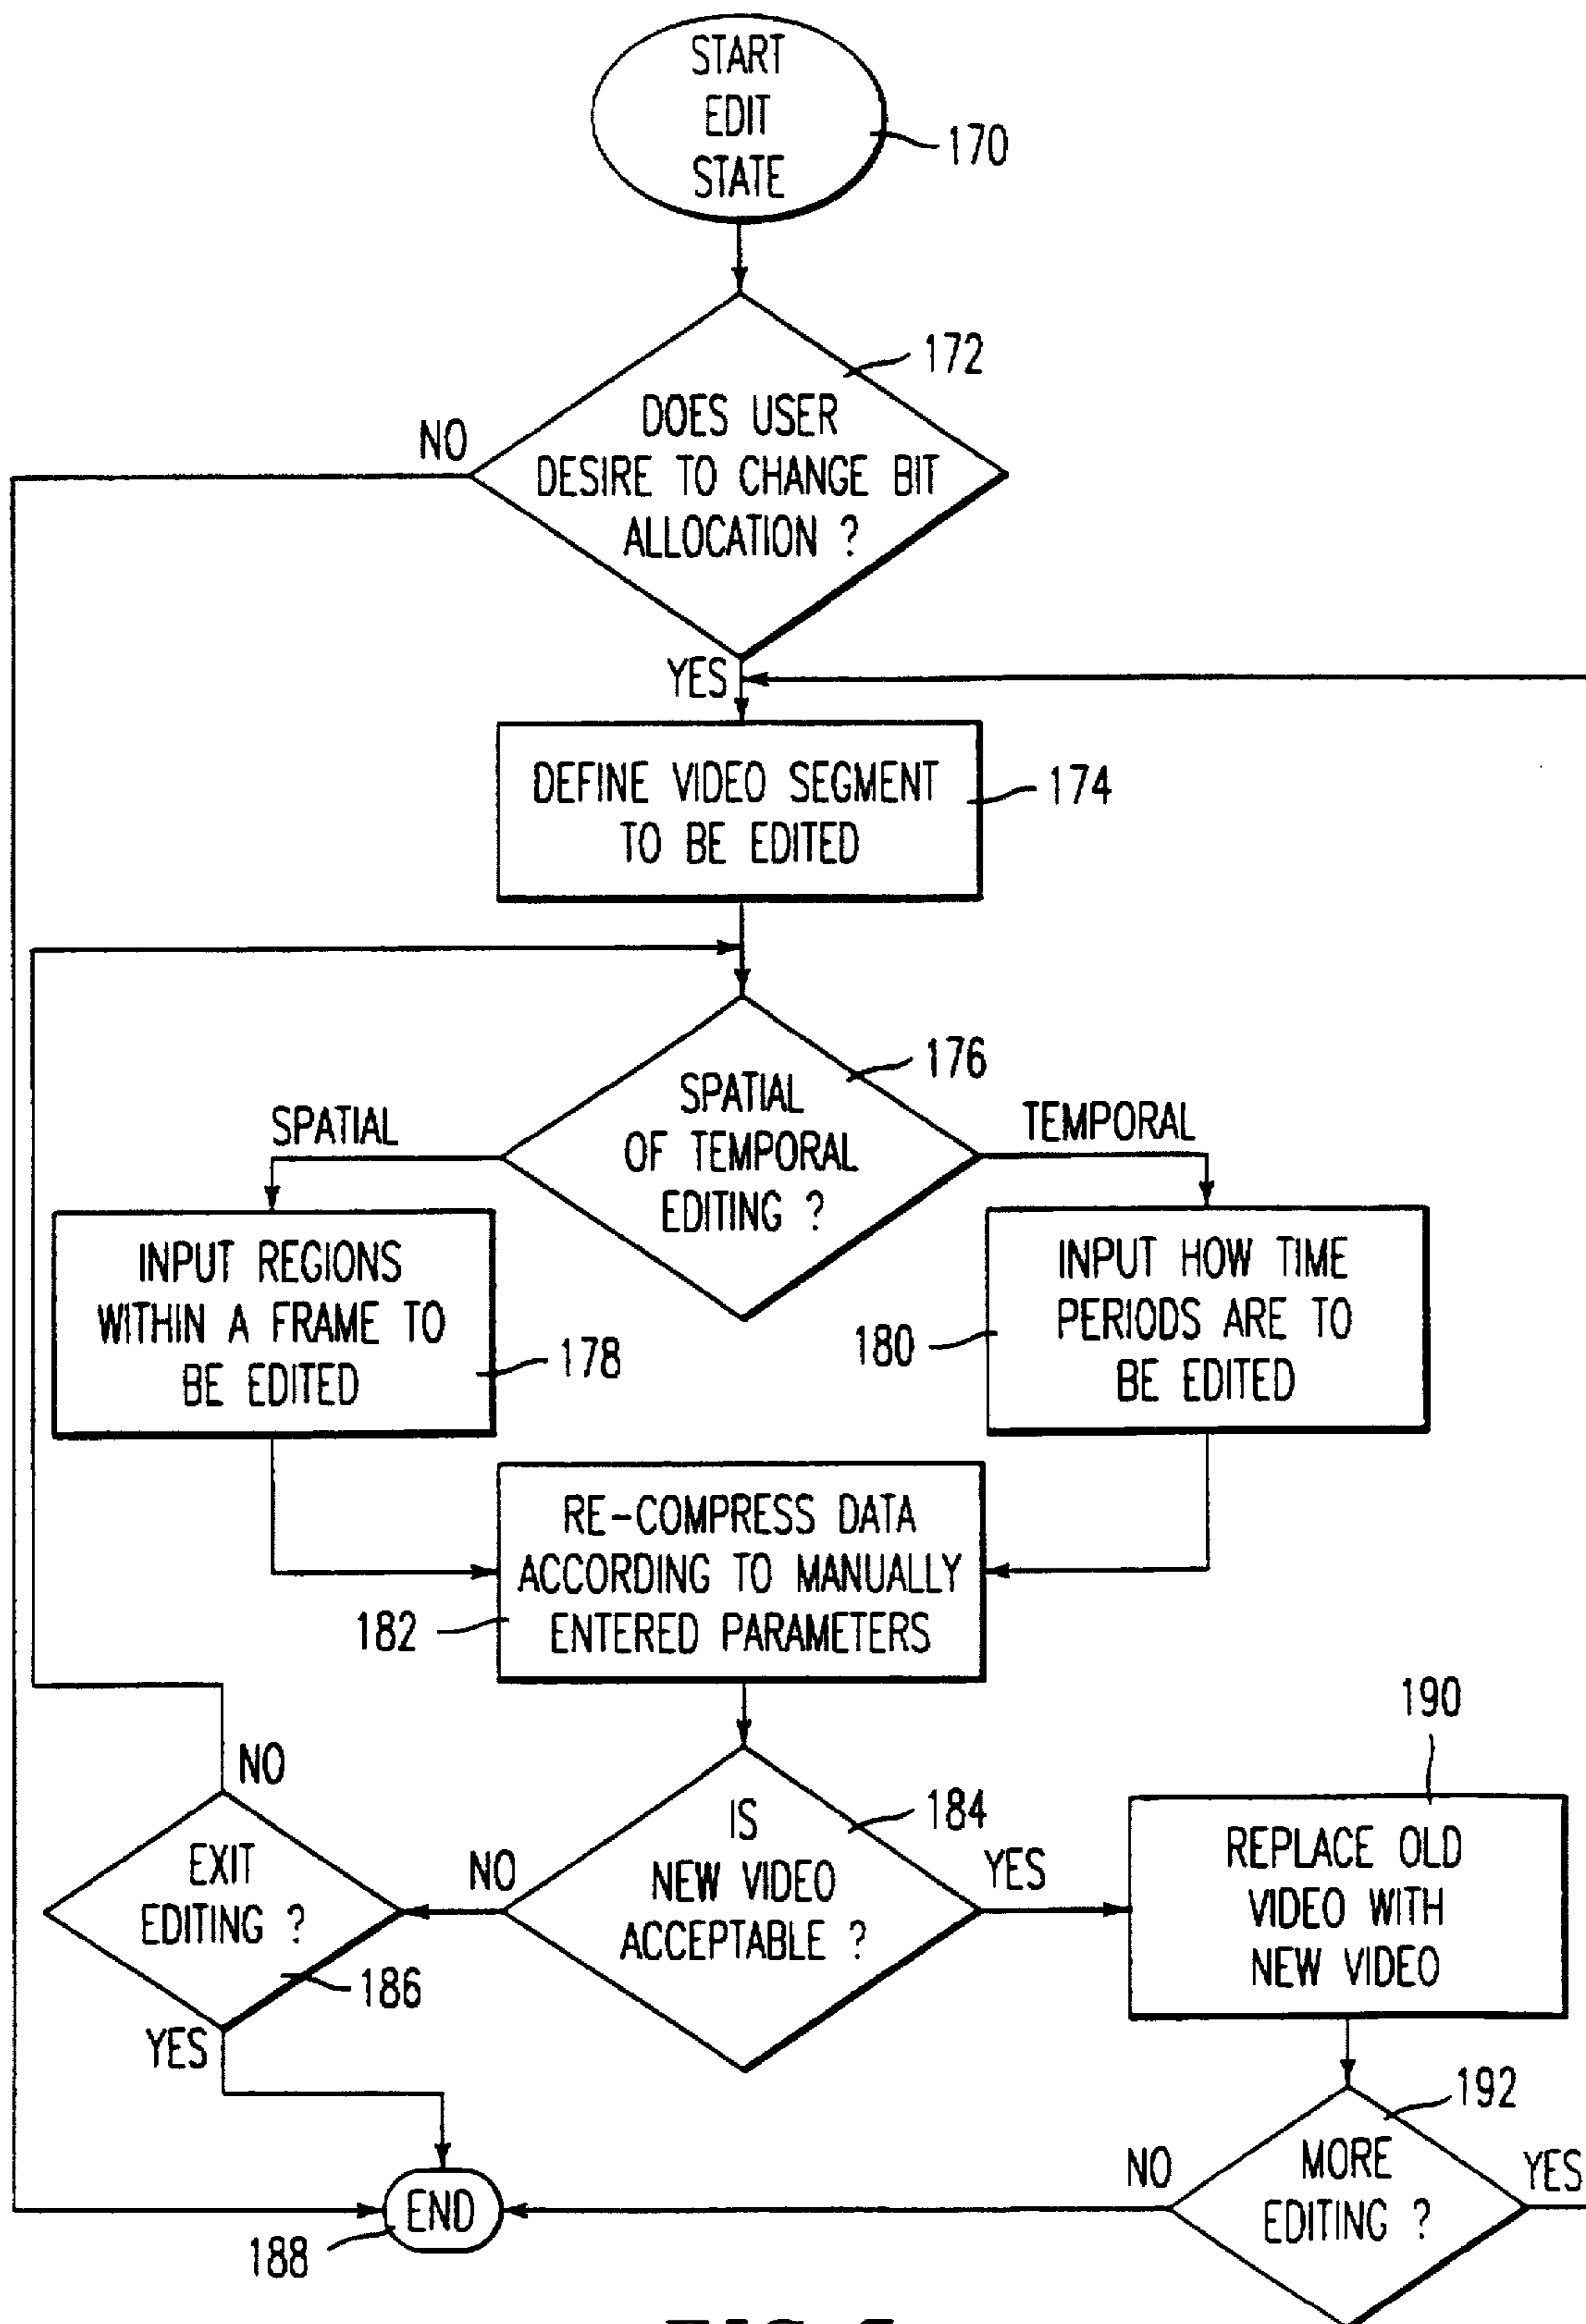 START
EDIT
STATE
170
172
DOES USER
DESIRE TO CHANGE BIT
ALLOCATION ?
NO
YES
DEFINE VIDEO SEGMENT
TO BE EDITED
174
176
SPATIAL
OF TEMPORAL
EDITING ?
SPATIAL
TEMPORAL
INPUT REGIONS
WITHIN A FRAME TO
BE EDITED
178
INPUT HOW TIME
PERIODS ARE TO
BE EDITED
180
RE-COMPRESS DATA
ACCORDING TO MANUALLY
ENTERED PARAMETERS
182
184
IS
NEW VIDEO
ACCEPTABLE ?
NO
YES
NO
EXIT
EDITING ?
186
YES
190
REPLACE OLD
VIDEO WITH
NEW VIDEO
192
MORE
EDITING ?
NO
YES
END
188